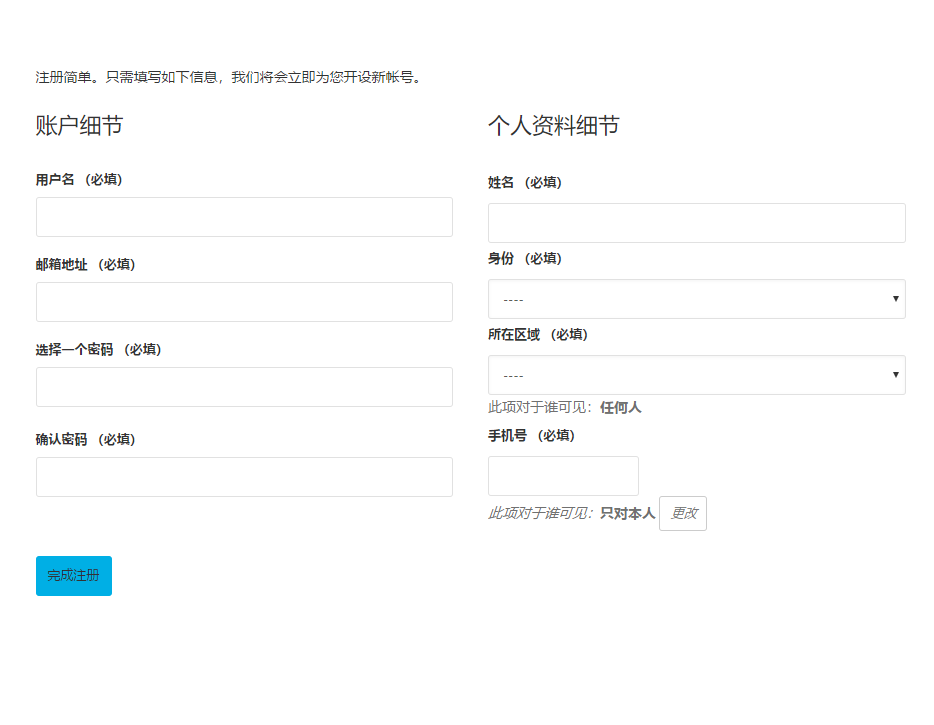 注册简单。只需填写如下信息，我们将会立即为您开设新帐号。
账户细节
用户名 （必填）
邮箱地址 （必填）
选择一个密码 （必填）
确认密码 （必填）
完成注册
个人资料细节
姓名 （必填）
身份 （必填）
----
所在区域 （必填）
----
此项对于谁可见：任何人
手机号 （必填）
此项对于谁可见：只对本人 更改